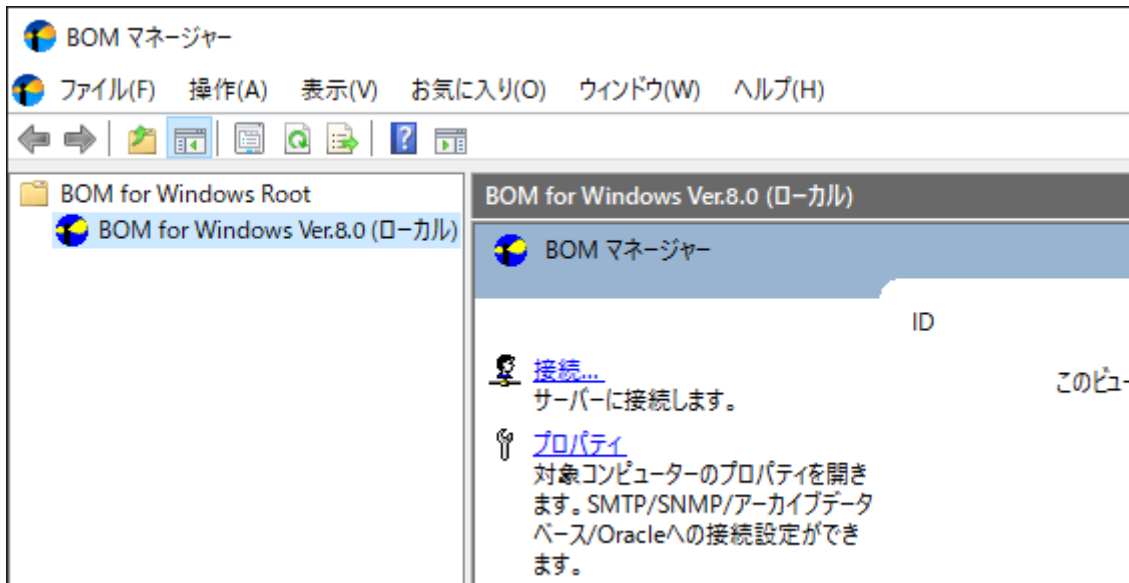 BOM マネージャー
ファイル(F) 操作(A) 表示(V) お気に入り(O) ウィンドウ(W) ヘルプ(H)
BOM for Windows Root
BOM for Windows Ver.8.0 (ローカル)
BOM for Windows Ver.8.0 (ローカル)
BOM マネージャー
ID
接続...
サーバーに接続します。
このビュー
プロパティ
対象コンピューターのプロパティを開き
ます。SMTP/SNMP/アーカイブデータ
ベース/Oracleへの接続設定ができ
ます。